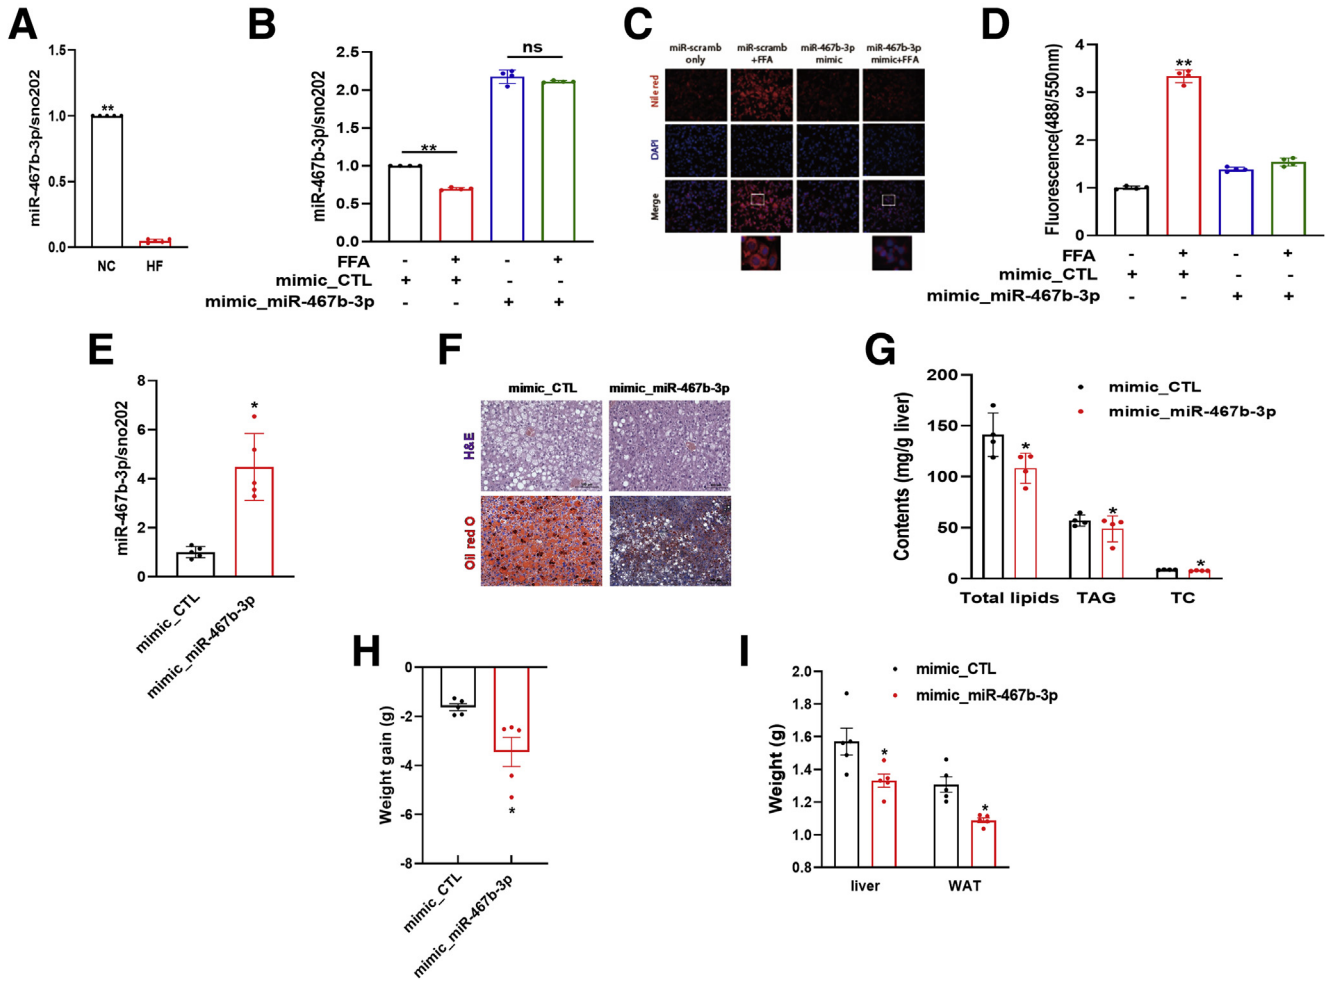 A
miR-467b-3p/sno202
1.5
1.0
0.5
0.0
**
NC HF
B
miR-467b-3p/sno202
2.5
2.0
1.5
1.0
0.5
0.0
**
ns
FFA - + - +
mimic_CTL + + - -
mimic_miR-467b-3p - - + +
C
miR-scramb only
miR-scramb +FFA
miR-467b-3p mimic
miR-467b-3p mimic+FFA
Nile red
DAPI
Merge
D
Fluorescence(488/550nm)
4
3
2
1
0
**
FFA - + - +
mimic_CTL + + - -
mimic_miR-467b-3p - - + +
E
miR-467b-3p/sno202
8
6
4
2
0
*
mimic_CTL
mimic_miR-467b-3p
F
mimic_CTL mimic_miR-467b-3p
H&E
Oil red O
G
Contents (mg/g liver)
200
150
100
50
0
mimic_CTL
mimic_miR-467b-3p
*
*
*
Total lipids TAG TC
H
Weight gain (g)
0
-2
-4
-6
-8
*
mimic_CTL
mimic_miR-467b-3p
I
Weight (g)
2.0
1.8
1.6
1.4
1.2
1.0
0.8
mimic_CTL
mimic_miR-467b-3p
*
*
liver WAT